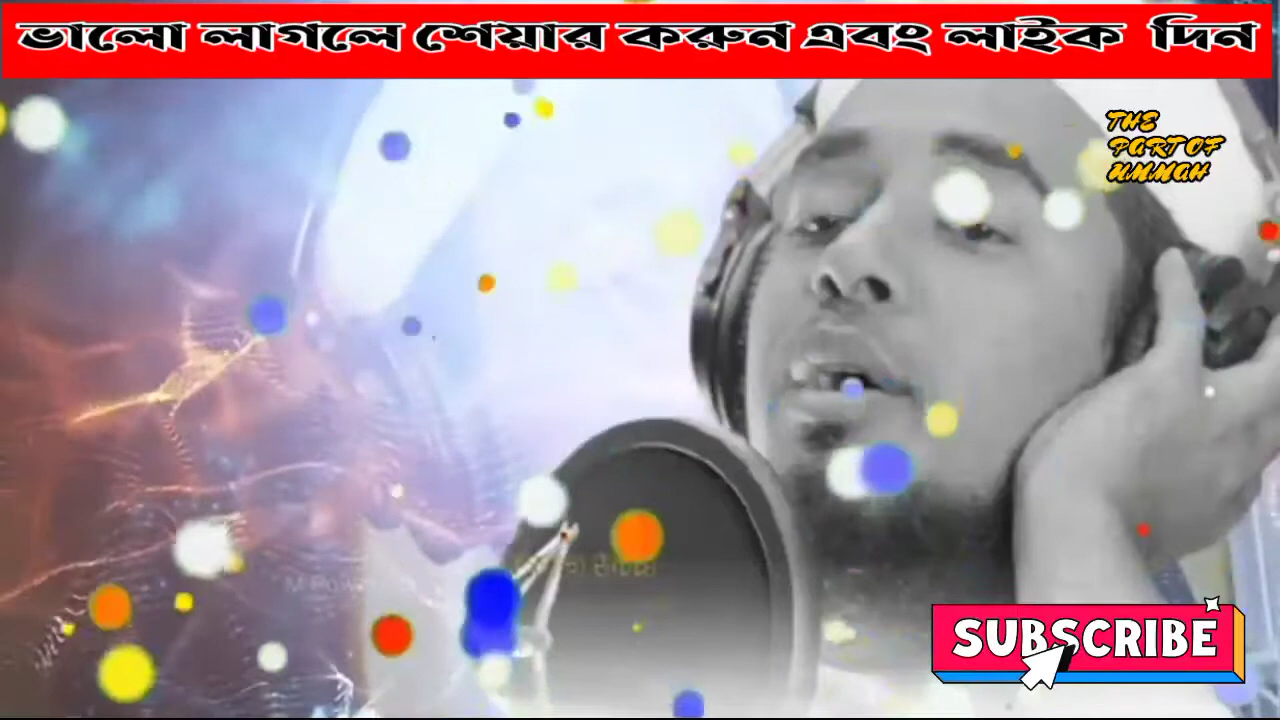 ভালো লাগলে শেয়ার করুন এবং লাইক দিন
THE
PART OF
UMMAH
SUBSCRIBE